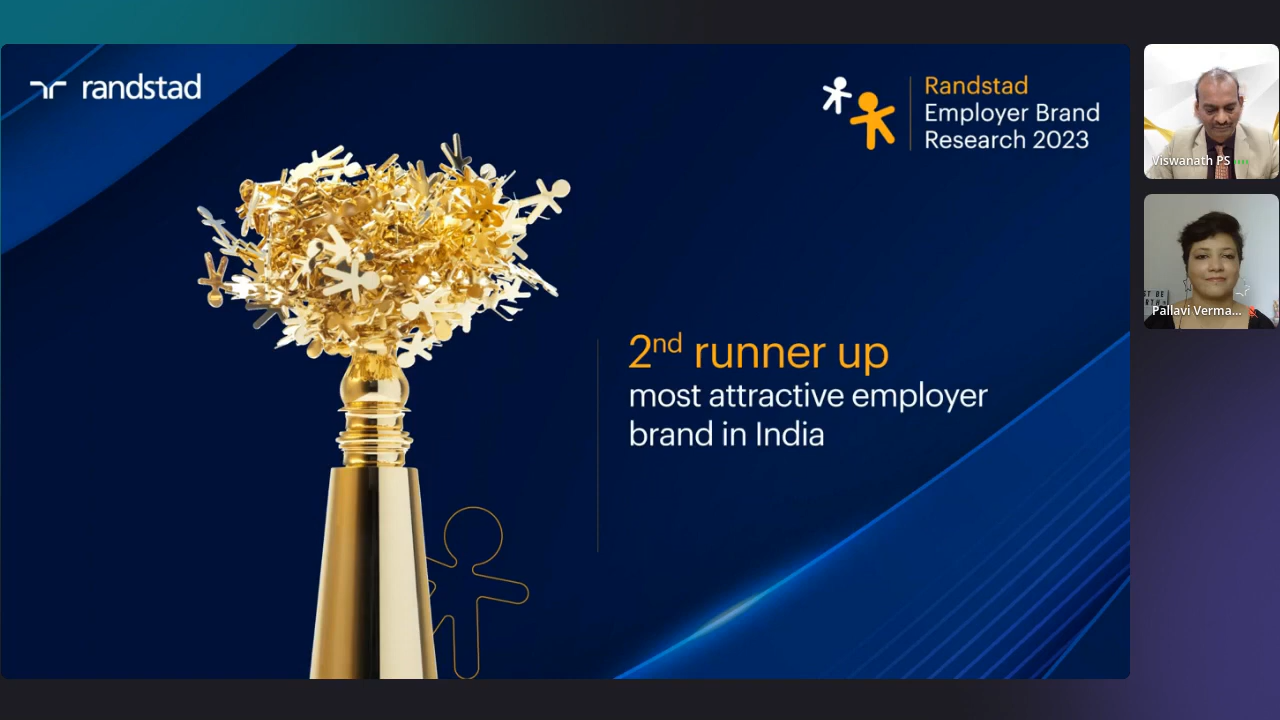 randstad
Randstad
Employer Brand
Research 2023
2nd runner up
most attractive employer
brand in India
Viswanath PS
Pallavi Verma...